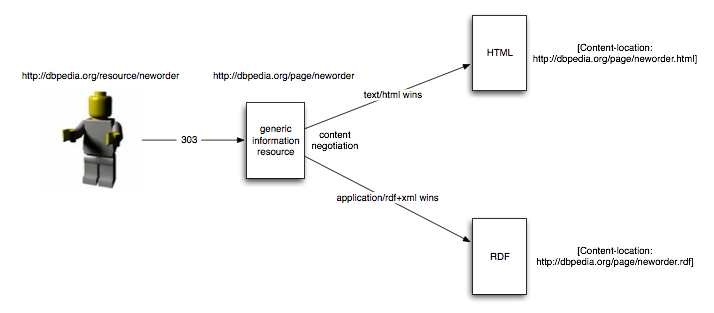 http://dbpedia.org/resource/neworder
303
http://dbpedia.org/page/neworder
generic
information
resource
content
negotiation
text/html wins
HTML
[Content-location:
http://dbpedia.org/page/neworder.html]
application/rdf+xml wins
RDF
[Content-location:
http://dbpedia.org/page/neworder.rdf]